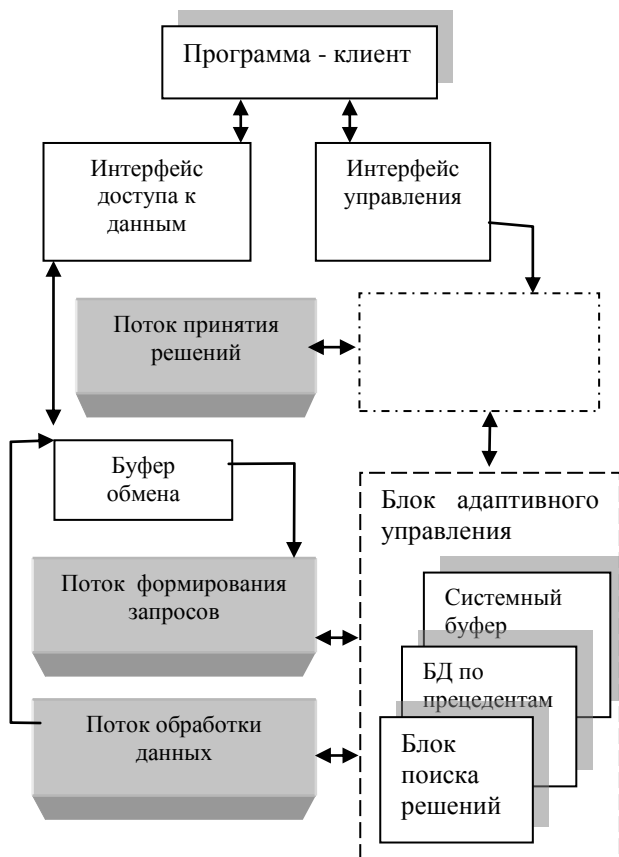 Программа - клиент
Интерфейс
доступа к
данным
Интерфейс
управления
Поток принятия
решений
Буфер
обмена
Блок адаптивного
управления
Поток формирования
запросов
Системный
буфер
БД по
прецедентам
Поток обработки
данных
Блок
поиска
решений